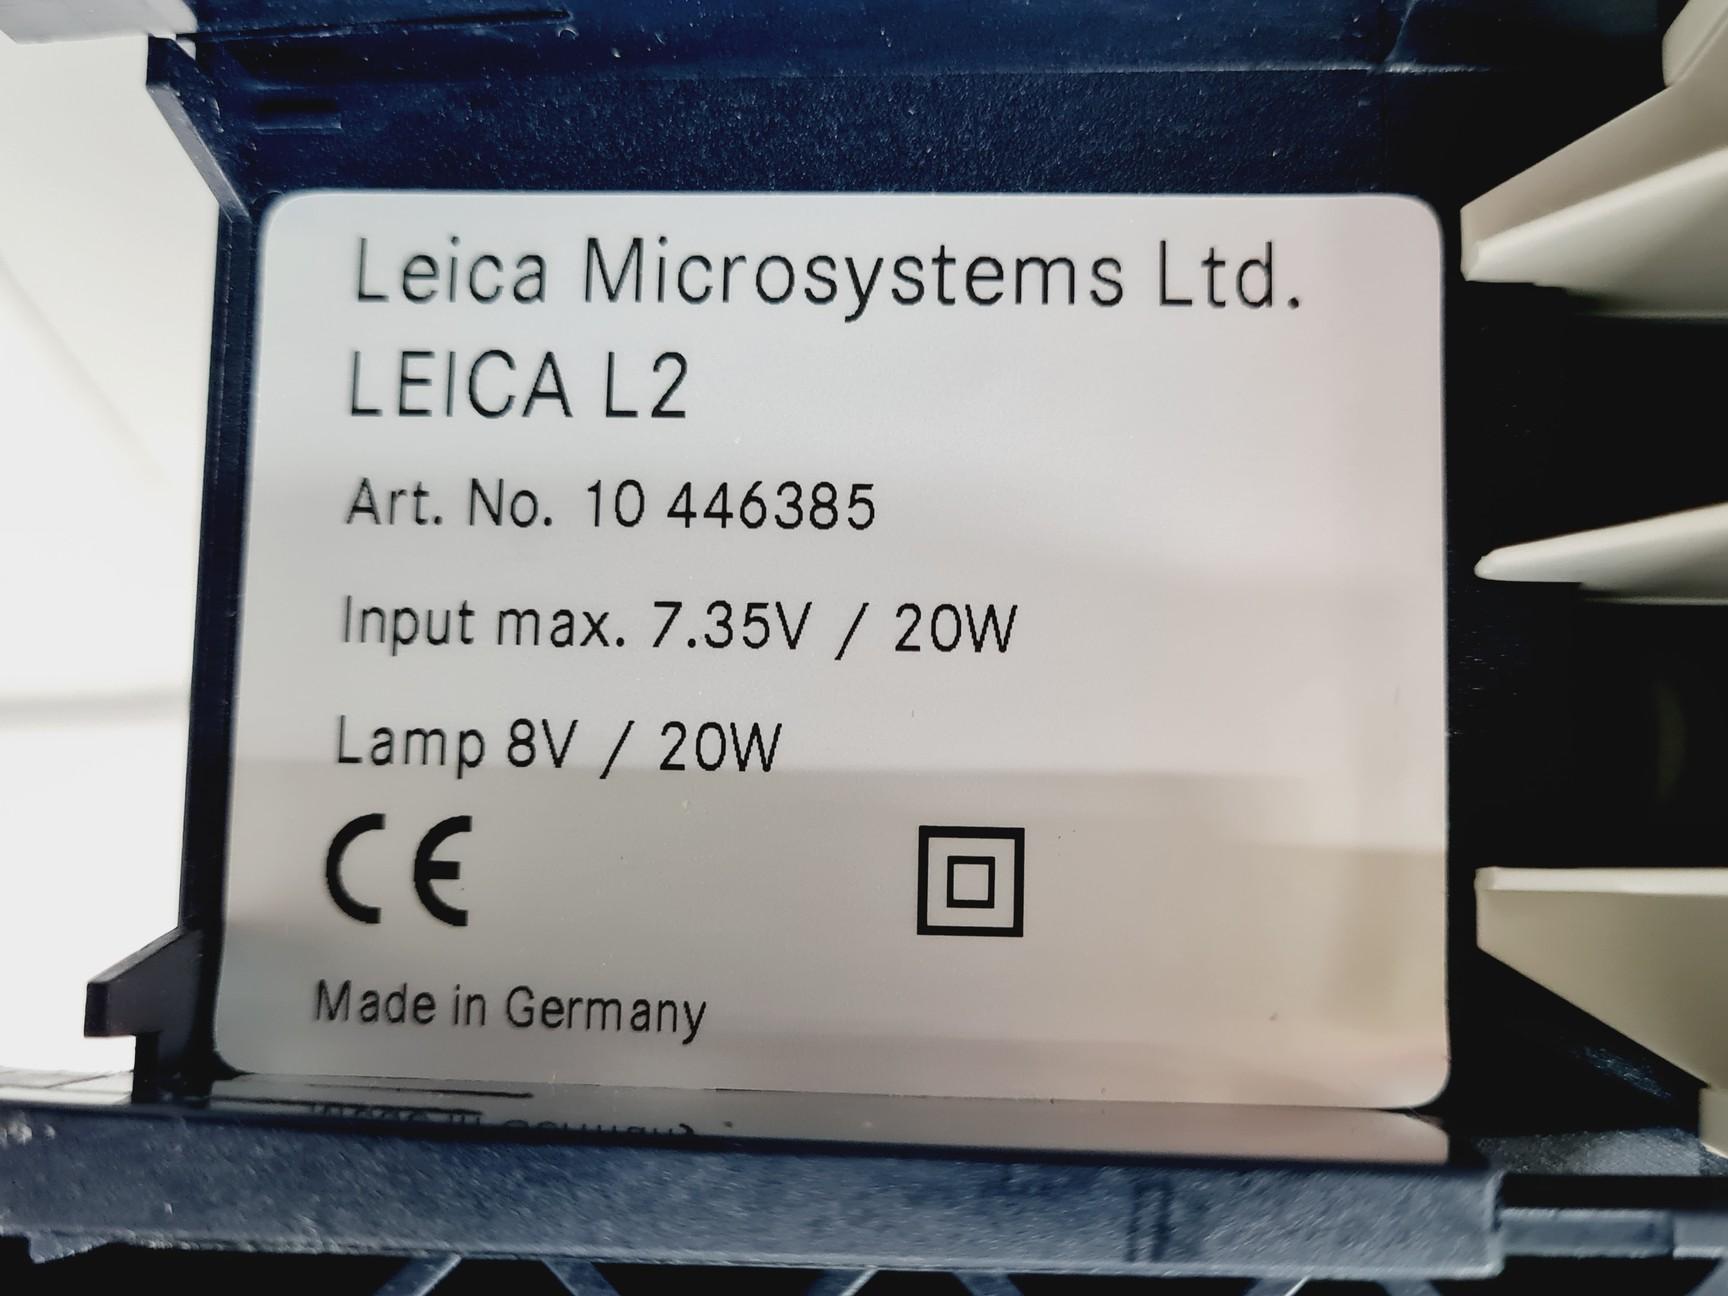 Leica Microsystems Ltd.
LEICA L2
Art. No. 10 446385
Input max. 7.35V / 20W
Lamp 8V / 20W
CE
Made in Germany